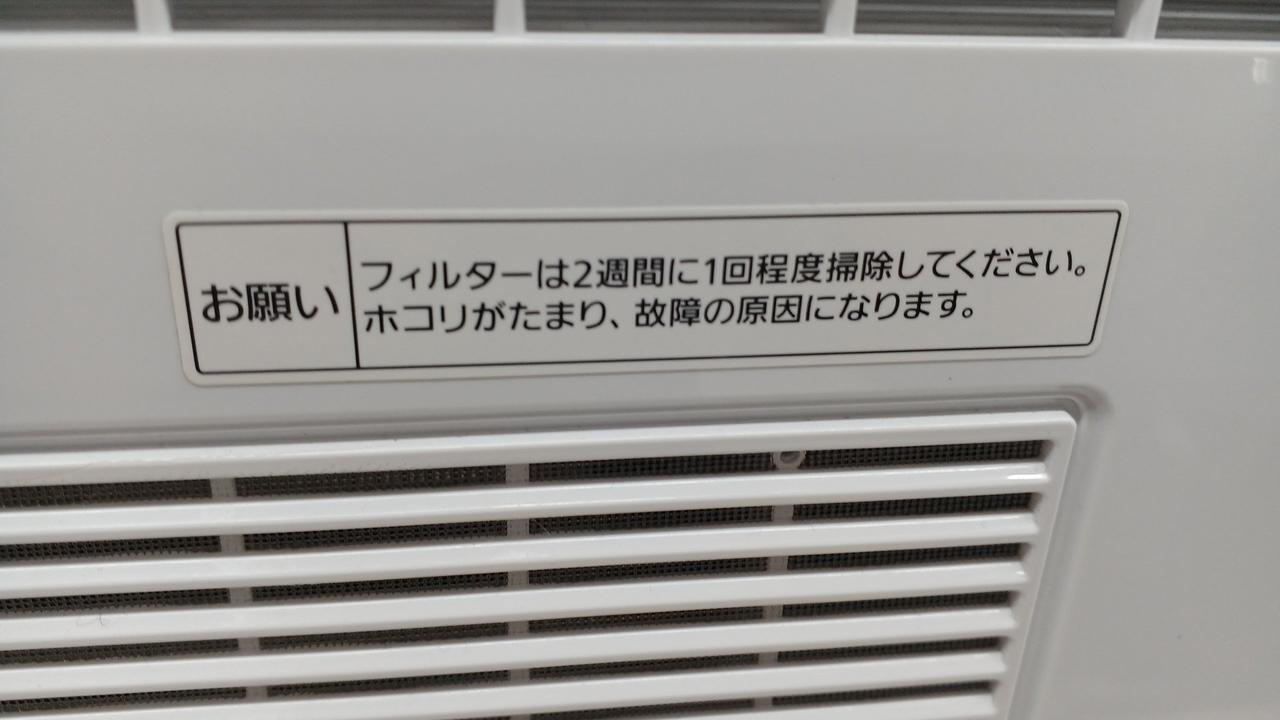 お願い
フィルターは2週間に1回程度掃除してください。
ホコリがたまり、故障の原因になります。